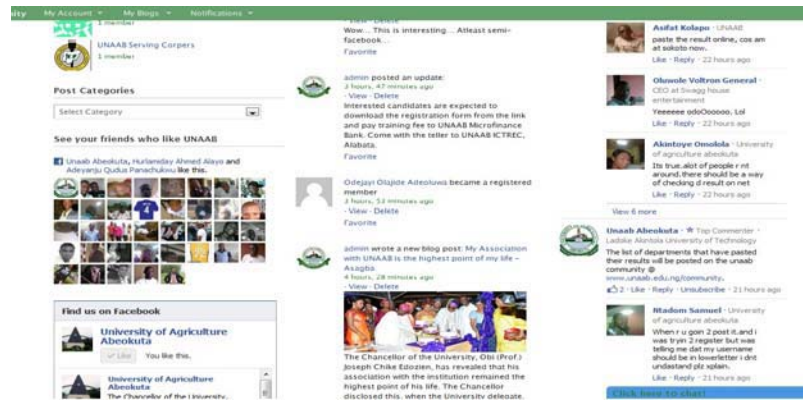 ity
My Account
My Blogs
Notifications
1 member
UNAAB Serving Corpers
1 member
Post Categories
Select Category
See your friends who like UNAAB
Unaab Abeokuta, Hurlamday Ahmed Alayo and
Adeyanju Qudus Panachukwu like this.
Find us on Facebook
University of Agriculture
Abeokuta
Like
You like this.
University of Agriculture
Abeokuta
The Chancellor of the University,
Wow... This is interesting... Atleast semi-
facebook...
Favorite
admin posted an update:
3 hours, 47 minutes ago
- View - Delete
Interested candidates are expected to
download the registration form from the link
and pay training fee to UNAAB Microfinance
Bank. Come with the teller to UNAAB ICTREC,
Alabata.
Favorite
Odejayi Olajide Adeoluwa became a registered
member
3 hours, 53 minutes ago
- View - Delete
Favorite
admin wrote a new blog post: My Association
with UNAAB is the highest point of my life -
Asagba
4 hours, 28 minutes ago
- View - Delete
The Chancellor of the University, Obi (Prof.)
Joseph Chike Edozien, has revealed that his
association with the institution remained the
highest point of his life. The Chancellor
disclosed this, when the University delegate,
Asifat Kolapo · UNAAB
paste the result online, cos am
at sokoto now.
Like · Reply · 22 hours ago
Oluwole Voltron General ·
CEO at Swagg house
entertainment
Yeeeeee odoOooooo. Lol
Like · Reply · 22 hours ago
Akintoye Omolola · University
of agriculture abeokuta
Its true.alot of people r nt
around.there should be a way
of checking d result on net
Like · Reply · 22 hours ago
View 6 more
Unaab Abeokuta · Top Commenter ·
Ladoke Akintola University of Technology
The list of departments that have pasted
their results will be posted on the unaab
community @
www.unaab.edu.ng/community.
2 · Like · Reply · Unsubscribe · 21 hours ago
Ntadom Samuel · University
of agriculture abeokuta
When r u goin 2 post it.and i
was tryin 2 register but was
telling me dat my username
should be in lowerletter i dnt
undastand plz xplain.
Like · Reply · 21 hours ago
Click here to chat!